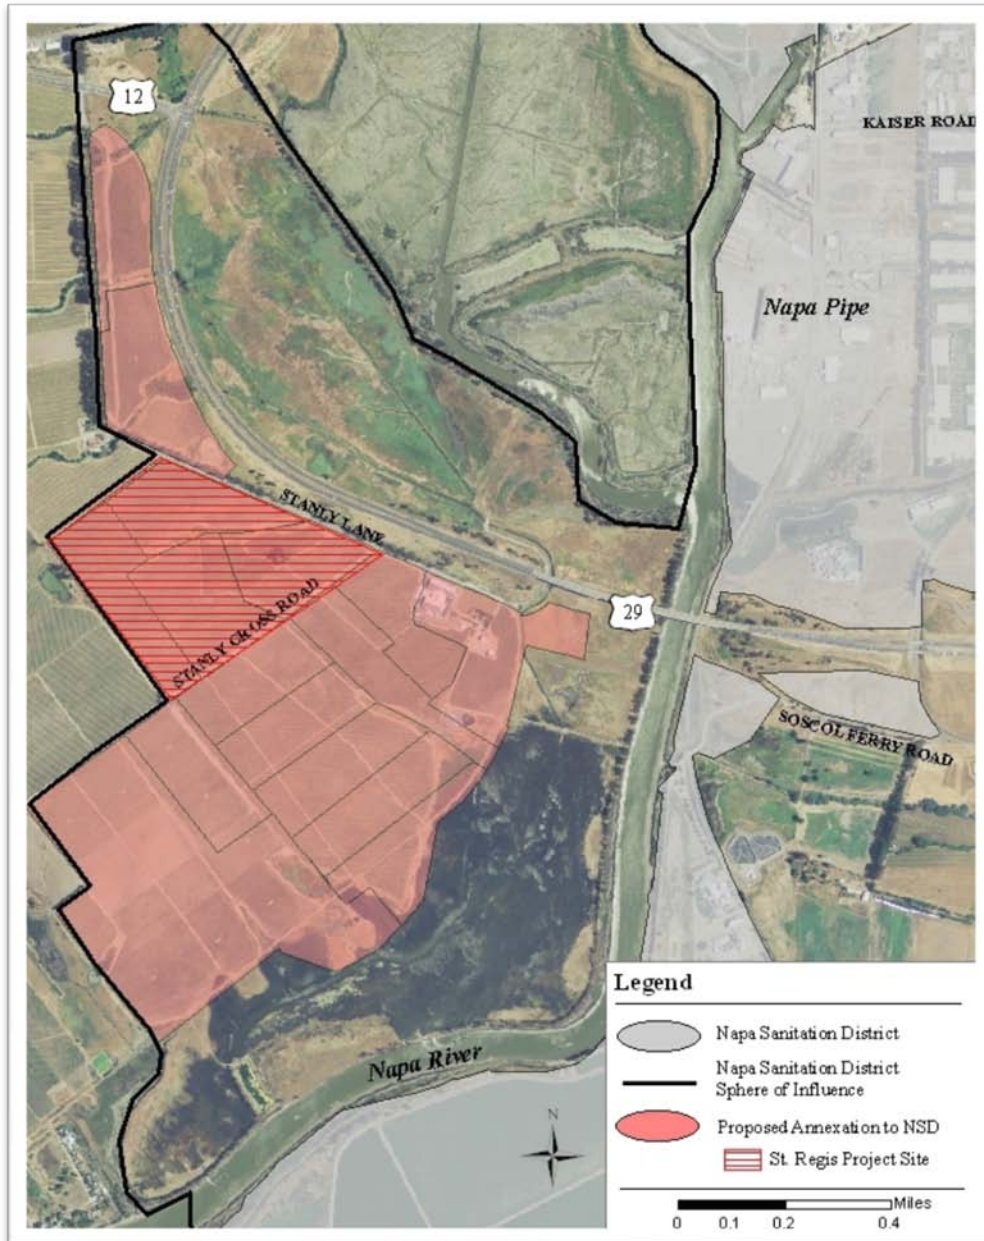 12
KAISER ROAD
Napa Pipe
STANLY LANE
29
STANLY CROSS ROAD
SOSCOL FERRY ROAD
Napa River
N
Legend
Napa Sanitation District
Napa Sanitation District
Sphere of Influence
Proposed Annexation to NSD
St. Regis Project Site
Miles
0 0.1 0.2 0.4